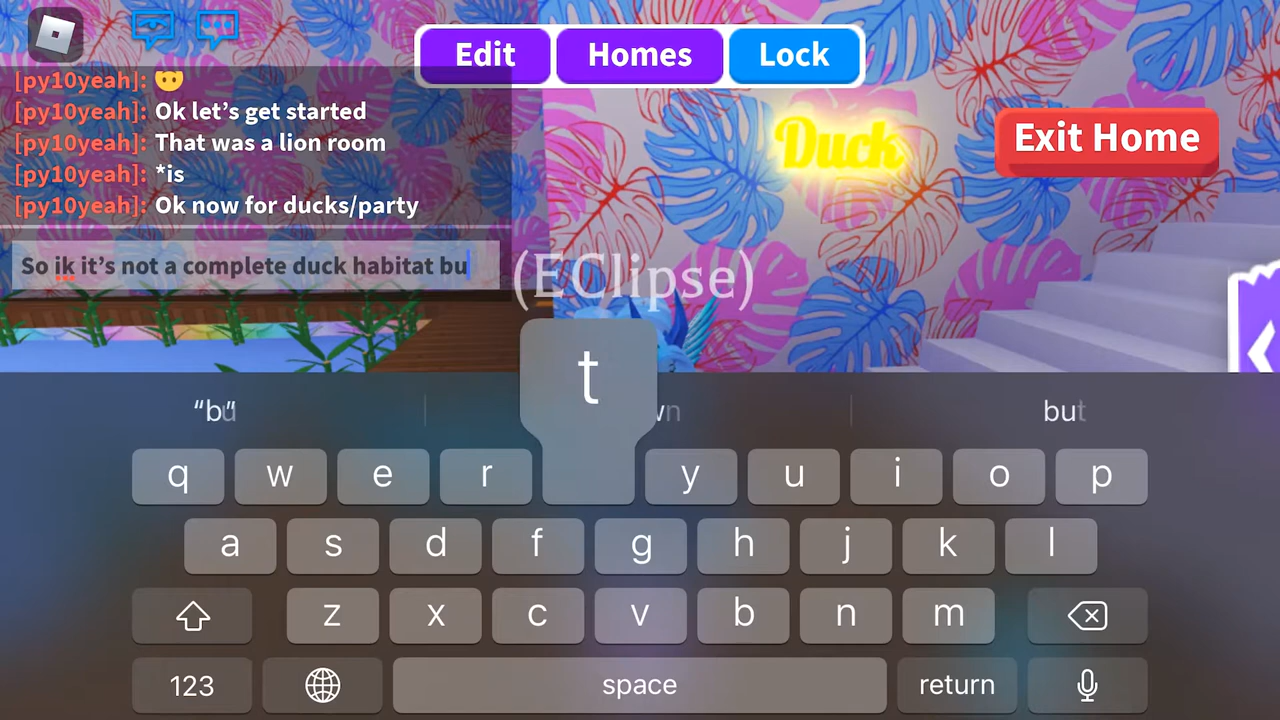 Edit Homes Lock
[py10yeah]: 😶
[py10yeah]: Ok let's get started
[py10yeah]: That was a lion room
[py10yeah]: *is
[py10yeah]: Ok now for ducks/party
Duck
Exit Home
So ik it's not a complete duck habitat bu
(EClipse)
t
"bu" but
q w e r y u i o p
a s d f g h j k l
z x c v b n m
123 space return